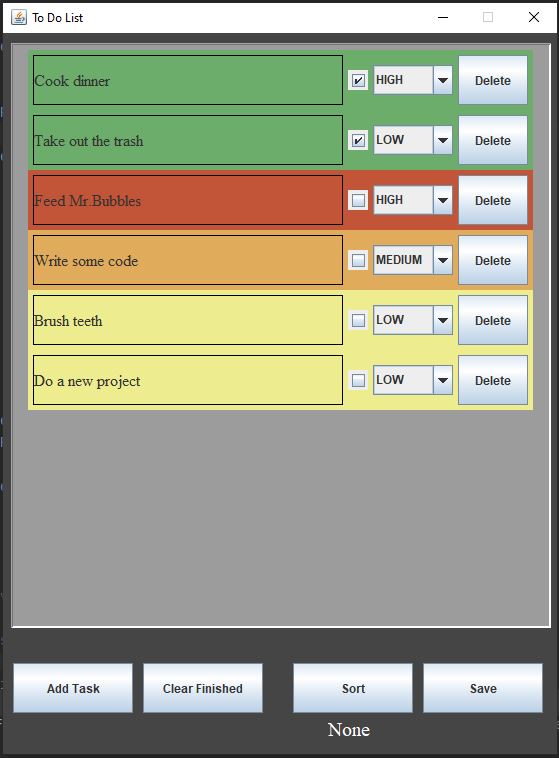 To Do List
Cook dinner HIGH Delete
Take out the trash LOW Delete
Feed Mr.Bubbles HIGH Delete
Write some code MEDIUM Delete
Brush teeth LOW Delete
Do a new project LOW Delete
Add Task Clear Finished Sort Save
None